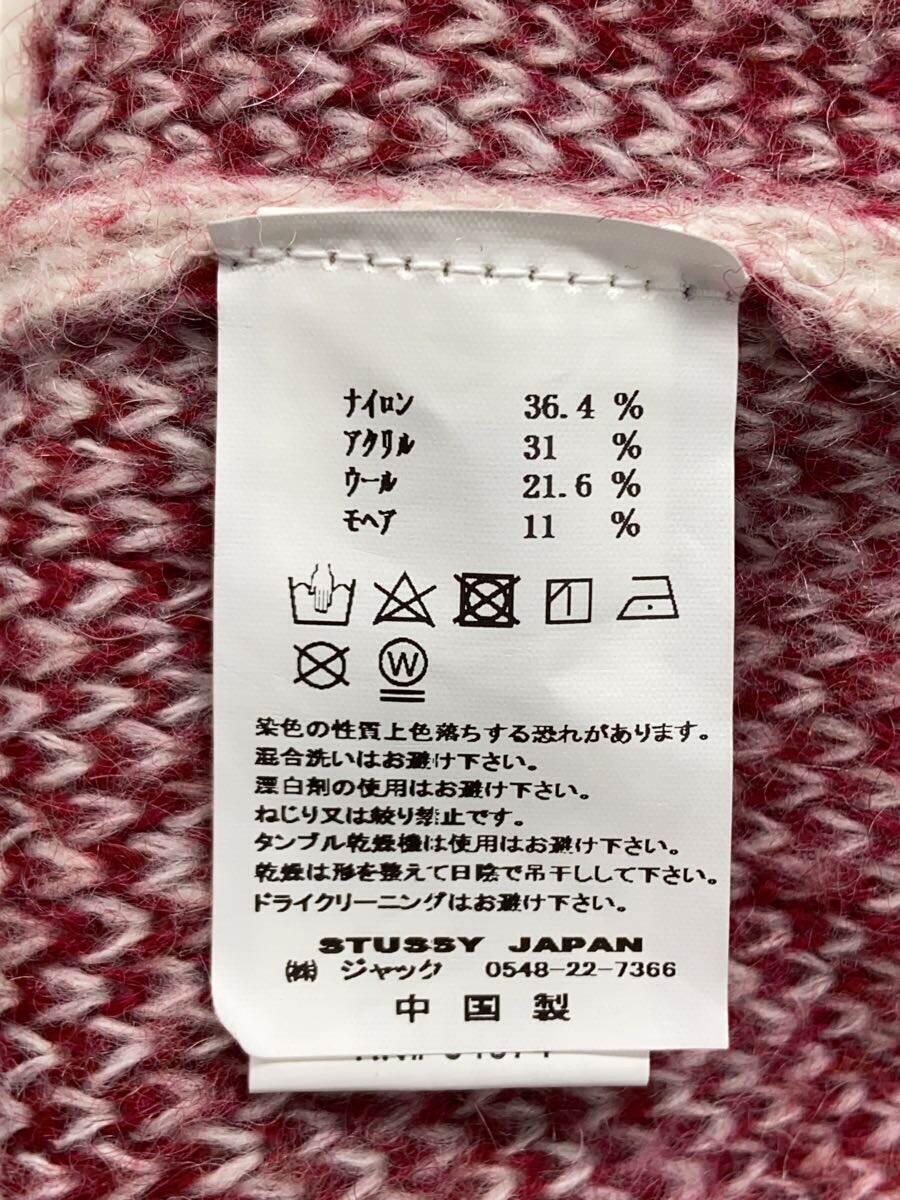 ナイロン 36.4 %
アクリル 31 %
ウール 21.6 %
モヘア 11 %
W
染色の性質上色落ちする恐れがあります。
混合洗いはお避け下さい。
漂白剤の使用はお避け下さい。
ねじり又は絞り禁止です。
タンブル乾燥機は使用はお避け下さい。
乾燥は形を整えて日陰で吊干しして下さい。
ドライクリーニングはお避け下さい。
STUSSY JAPAN
㈱ ジャック 0548-22-7366
中国製